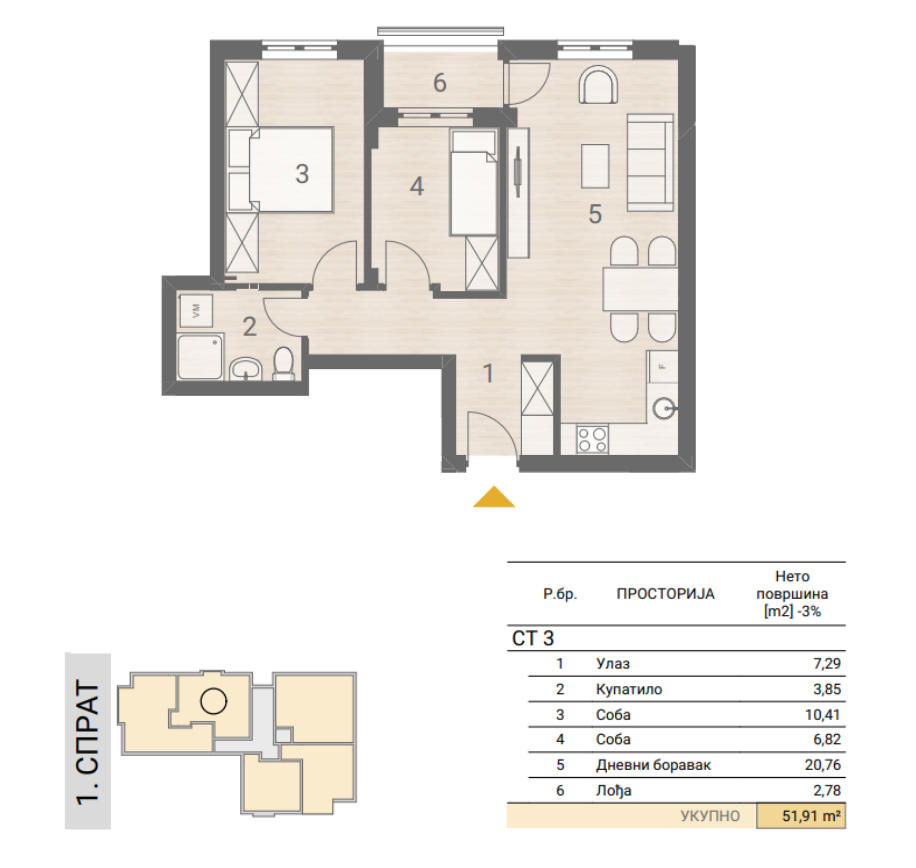 6
3
4
5
VM
2
F
1
Р.бр. ПРОСТОРИЈА Нето
површина
[m2] -3%
СТ 3
1 Улаз 7,29
2 Купатило 3,85
3 Соба 10,41
4 Соба 6,82
5 Дневни боравак 20,76
6 Лођа 2,78
УКУПНО 51,91 m²
1. СПРАТ